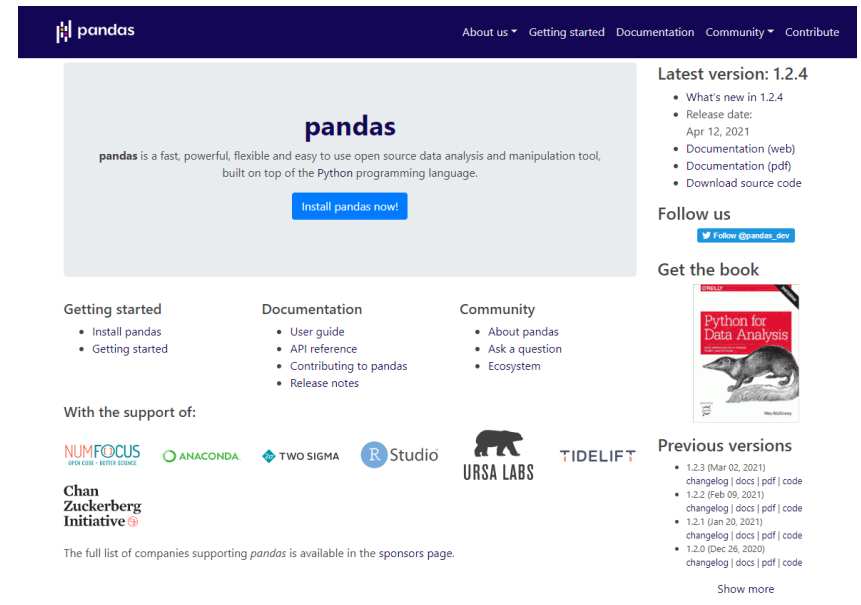 pandas
About us Getting started Documentation Community Contribute
pandas
pandas is a fast, powerful, flexible and easy to use open source data analysis and manipulation tool,
built on top of the Python programming language.
Install pandas now!
Getting started
Install pandas
Getting started
Documentation
User guide
API reference
Contributing to pandas
Release notes
Community
About pandas
Ask a question
Ecosystem
With the support of:
NUMFOCUS
OPEN CODE = BETTER SCIENCE
ANACONDA.
TWO SIGMA
R Studio
URSA LABS
TIDELIFT
Chan
Zuckerberg
Initiative
The full list of companies supporting pandas is available in the sponsors page.
Latest version: 1.2.4
What's new in 1.2.4
Release date:
Apr 12, 2021
Documentation (web)
Documentation (pdf)
Download source code
Follow us
Follow @pandas_dev
Get the book
O'REILLY
Python for
Data Analysis
Wes McKinney
Previous versions
1.2.3 (Mar 02, 2021)
changelog | docs | pdf | code
1.2.2 (Feb 09, 2021)
changelog | docs | pdf | code
1.2.1 (Jan 20, 2021)
changelog | docs | pdf | code
1.2.0 (Dec 26, 2020)
changelog | docs | pdf | code
Show more